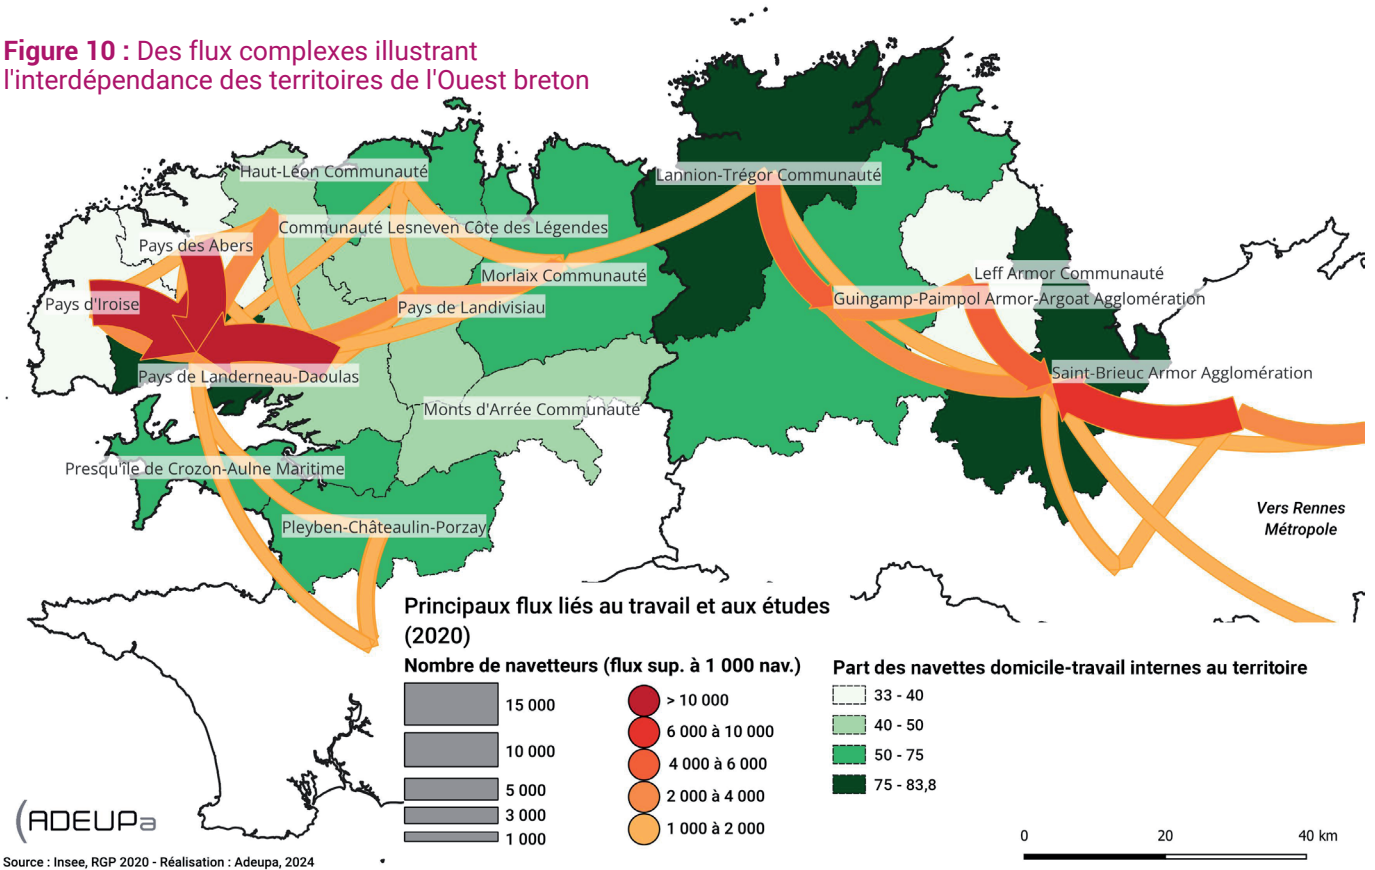 Figure 10 : Des flux complexes illustrant
l'interdépendance des territoires de l'Ouest breton
Haut-Léon Communauté
Lannion-Trégor Communauté
Communauté Lesneven Côte des Légendes
Pays des Abers
Morlaix Communauté
Leff Armor Communauté
Pays d'Iroise
Pays de Landivisiau
Guingamp-Paimpol Armor-Argoat Agglomération
Pays de Landerneau-Daoulas
Saint-Brieuc Armor Agglomération
Monts d'Arrée Communauté
Presqu'île de Crozon-Aulne Maritime
Pleyben-Châteaulin-Porzay
Vers Rennes
Métropole
Principaux flux liés au travail et aux études
(2020)
Nombre de navetteurs (flux sup. à 1 000 nav.)
15 000
10 000
5 000
3 000
1 000
> 10 000
6 000 à 10 000
4 000 à 6 000
2 000 à 4 000
1 000 à 2 000
Part des navettes domicile-travail internes au territoire
33 - 40
40 - 50
50 - 75
75 - 83,8
0 20 40 km
ADEUPa
Source : Insee, RGP 2020 - Réalisation : Adeupa, 2024